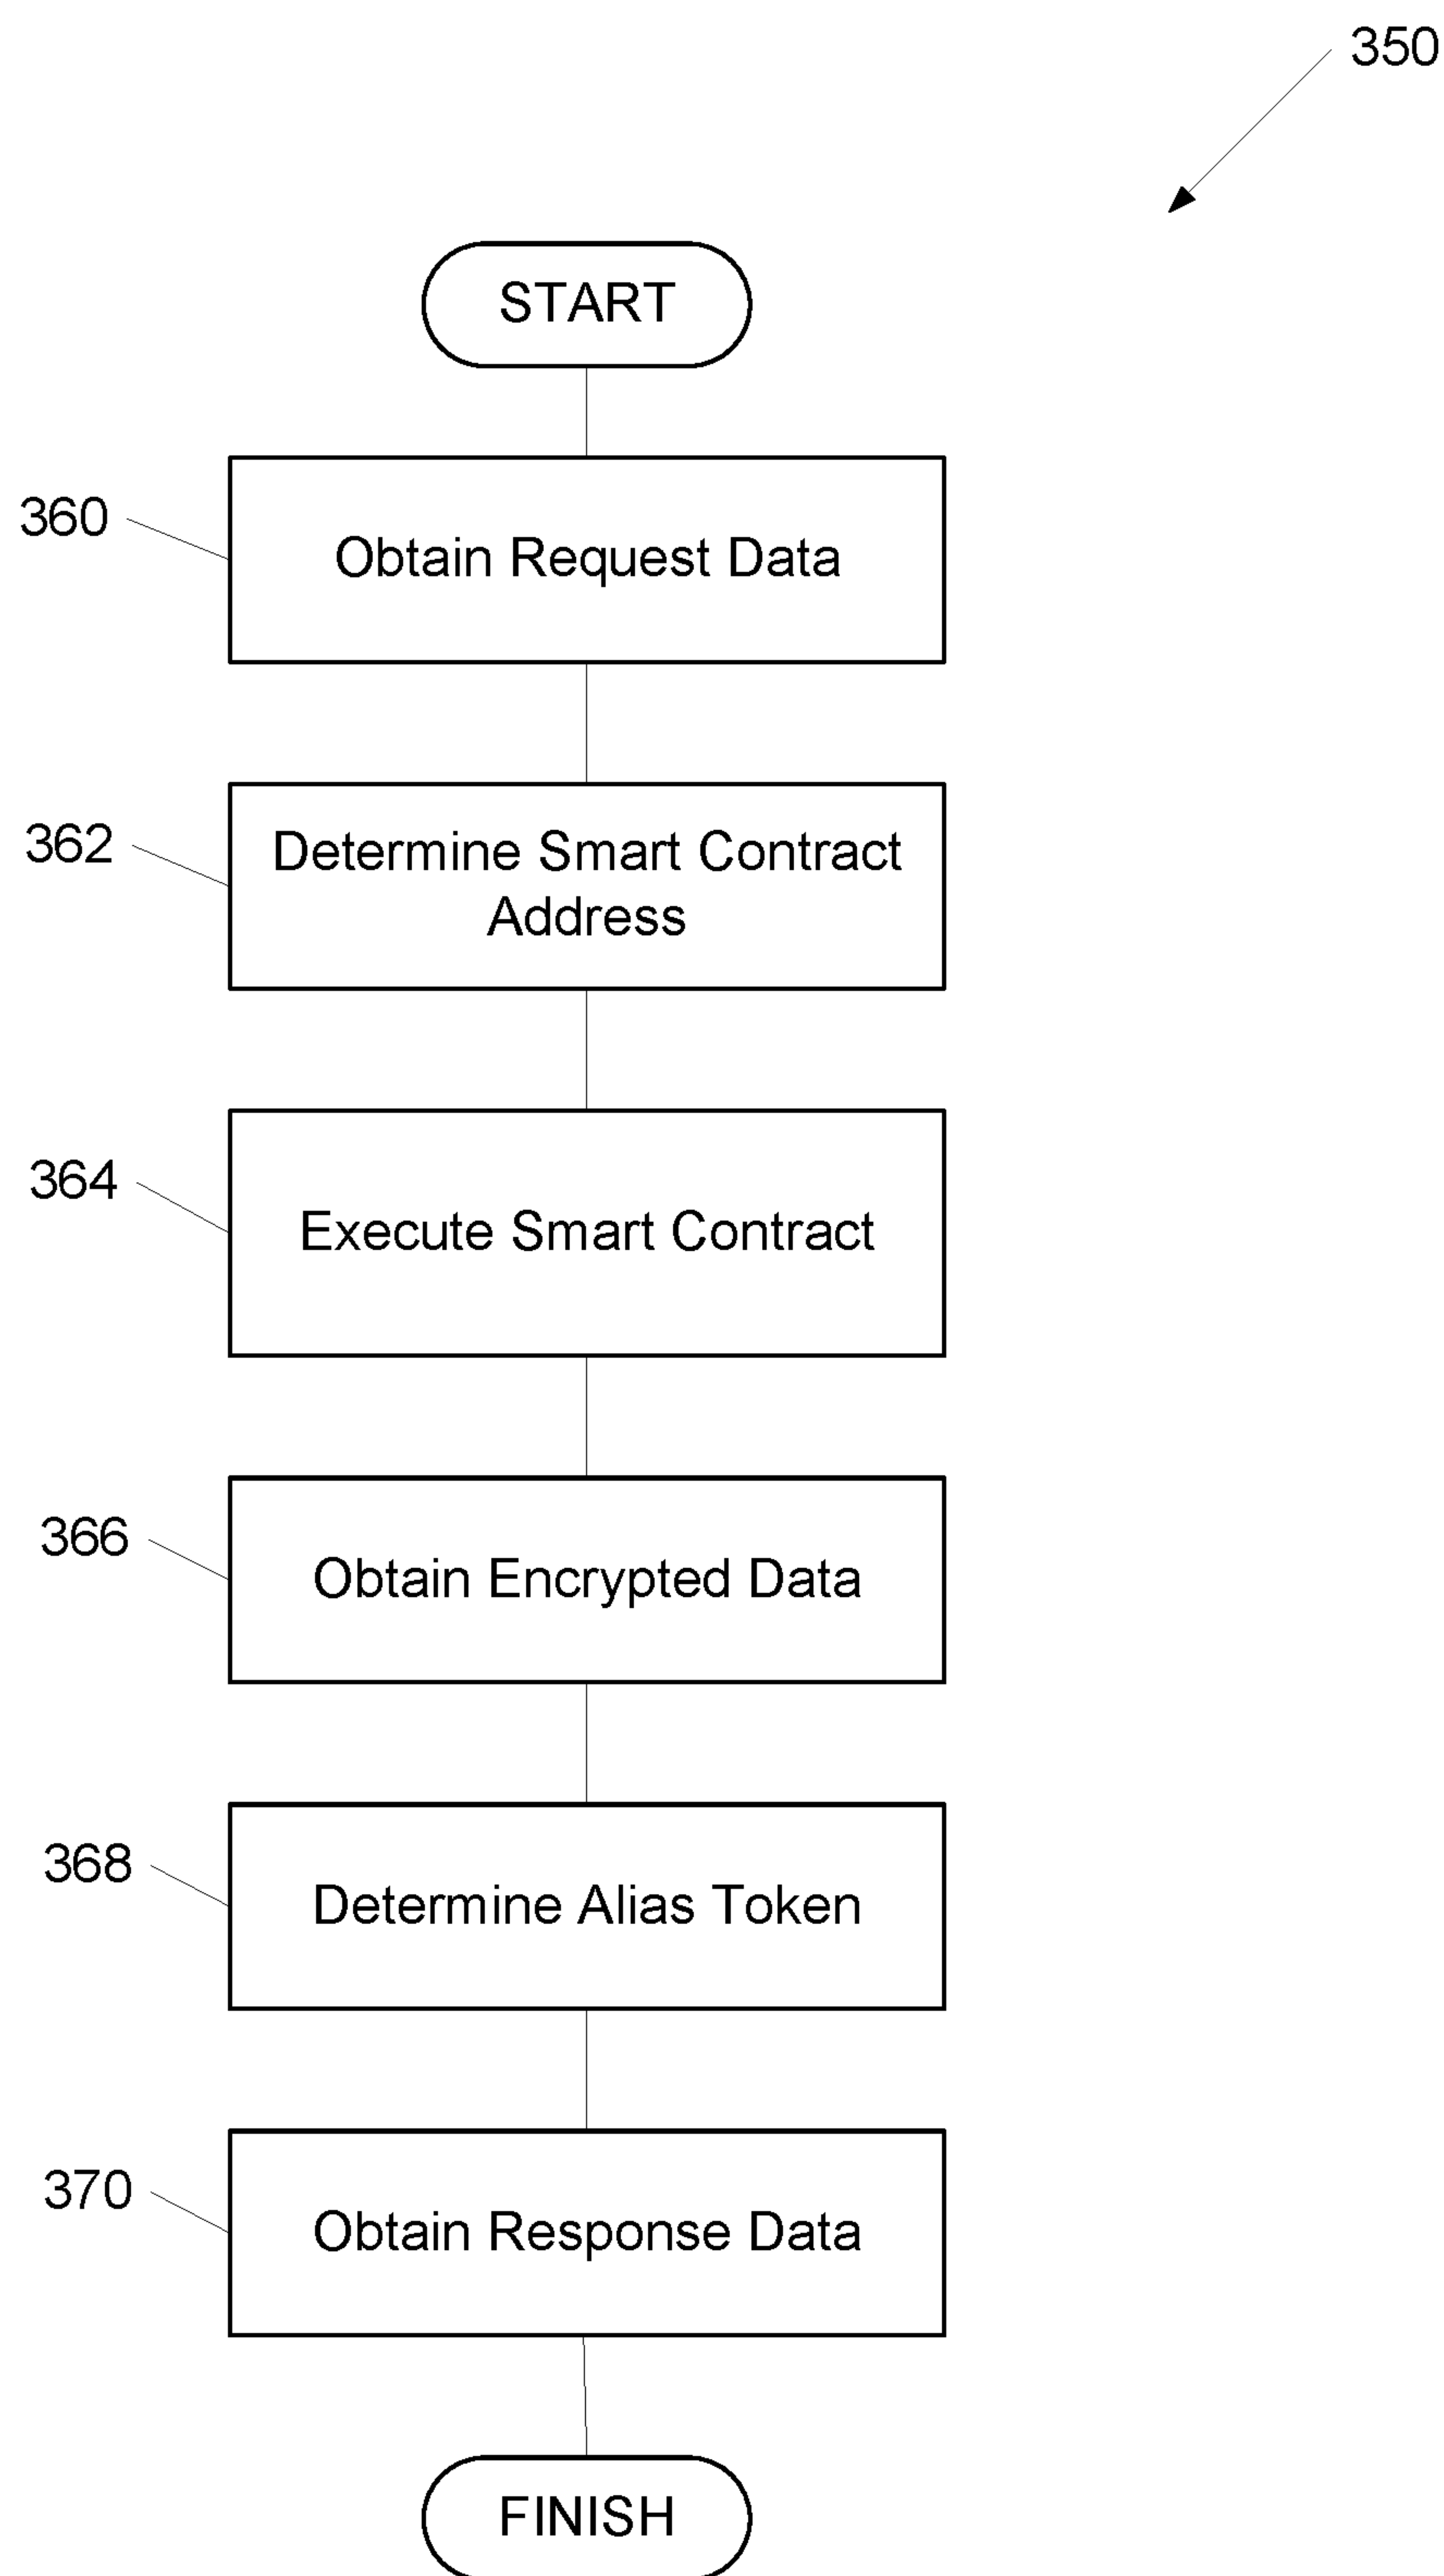 350
START
360
Obtain Request Data
362
Determine Smart Contract
Address
364
Execute Smart Contract
366
Obtain Encrypted Data
368
Determine Alias Token
370
Obtain Response Data
FINISH